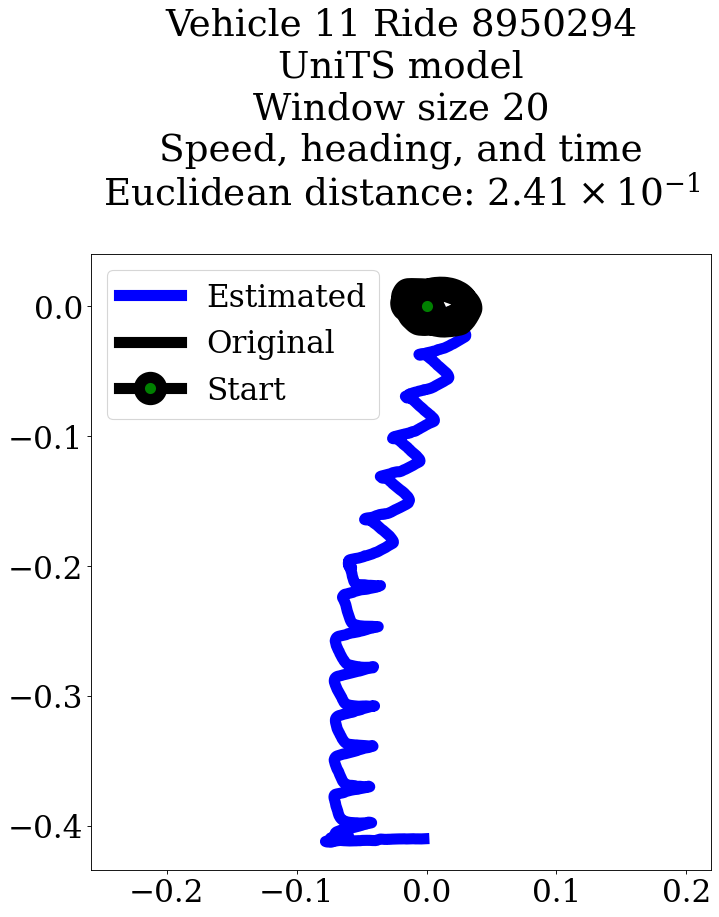 Vehicle 11 Ride 8950294
UniTS model
Window size 20
Speed, heading, and time
Euclidean distance: 2.41 × 10⁻¹
Estimated
Original
Start
0.0
−0.1
−0.2
−0.3
−0.4
−0.2
−0.1
0.0
0.1
0.2